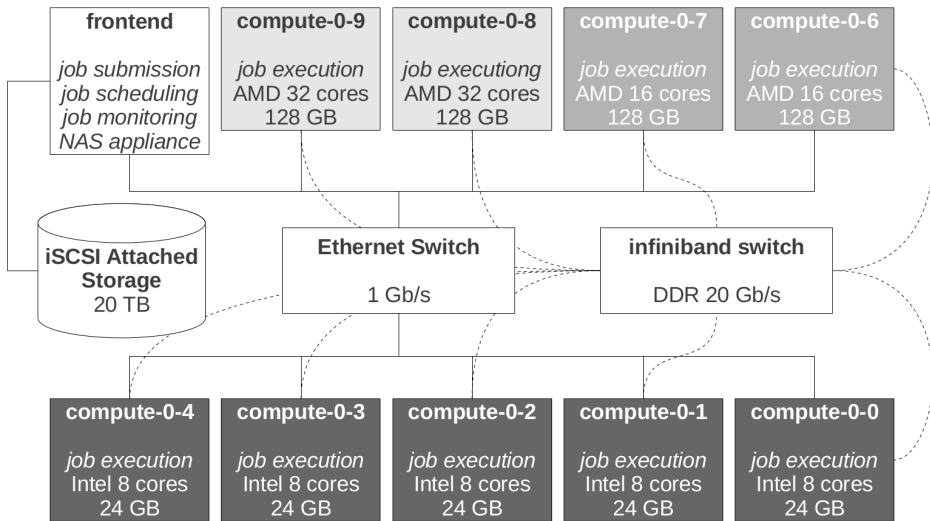 frontend
job submission
job scheduling
job monitoring
NAS appliance
compute-0-9
job execution
AMD 32 cores
128 GB
compute-0-8
job executiong
AMD 32 cores
128 GB
compute-0-7
job execution
AMD 16 cores
128 GB
compute-0-6
job execution
AMD 16 cores
128 GB
iSCSI Attached
Storage
20 TB
Ethernet Switch
1 Gb/s
infiniband switch
DDR 20 Gb/s
compute-0-4
job execution
Intel 8 cores
24 GB
compute-0-3
job execution
Intel 8 cores
24 GB
compute-0-2
job execution
Intel 8 cores
24 GB
compute-0-1
job execution
Intel 8 cores
24 GB
compute-0-0
job execution
Intel 8 cores
24 GB